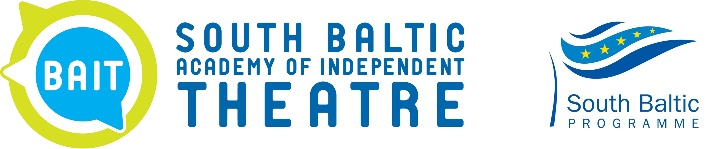 BAIT
SOUTH BALTIC
ACADEMY OF INDEPENDENT
THEATRE
South Baltic
PROGRAMME